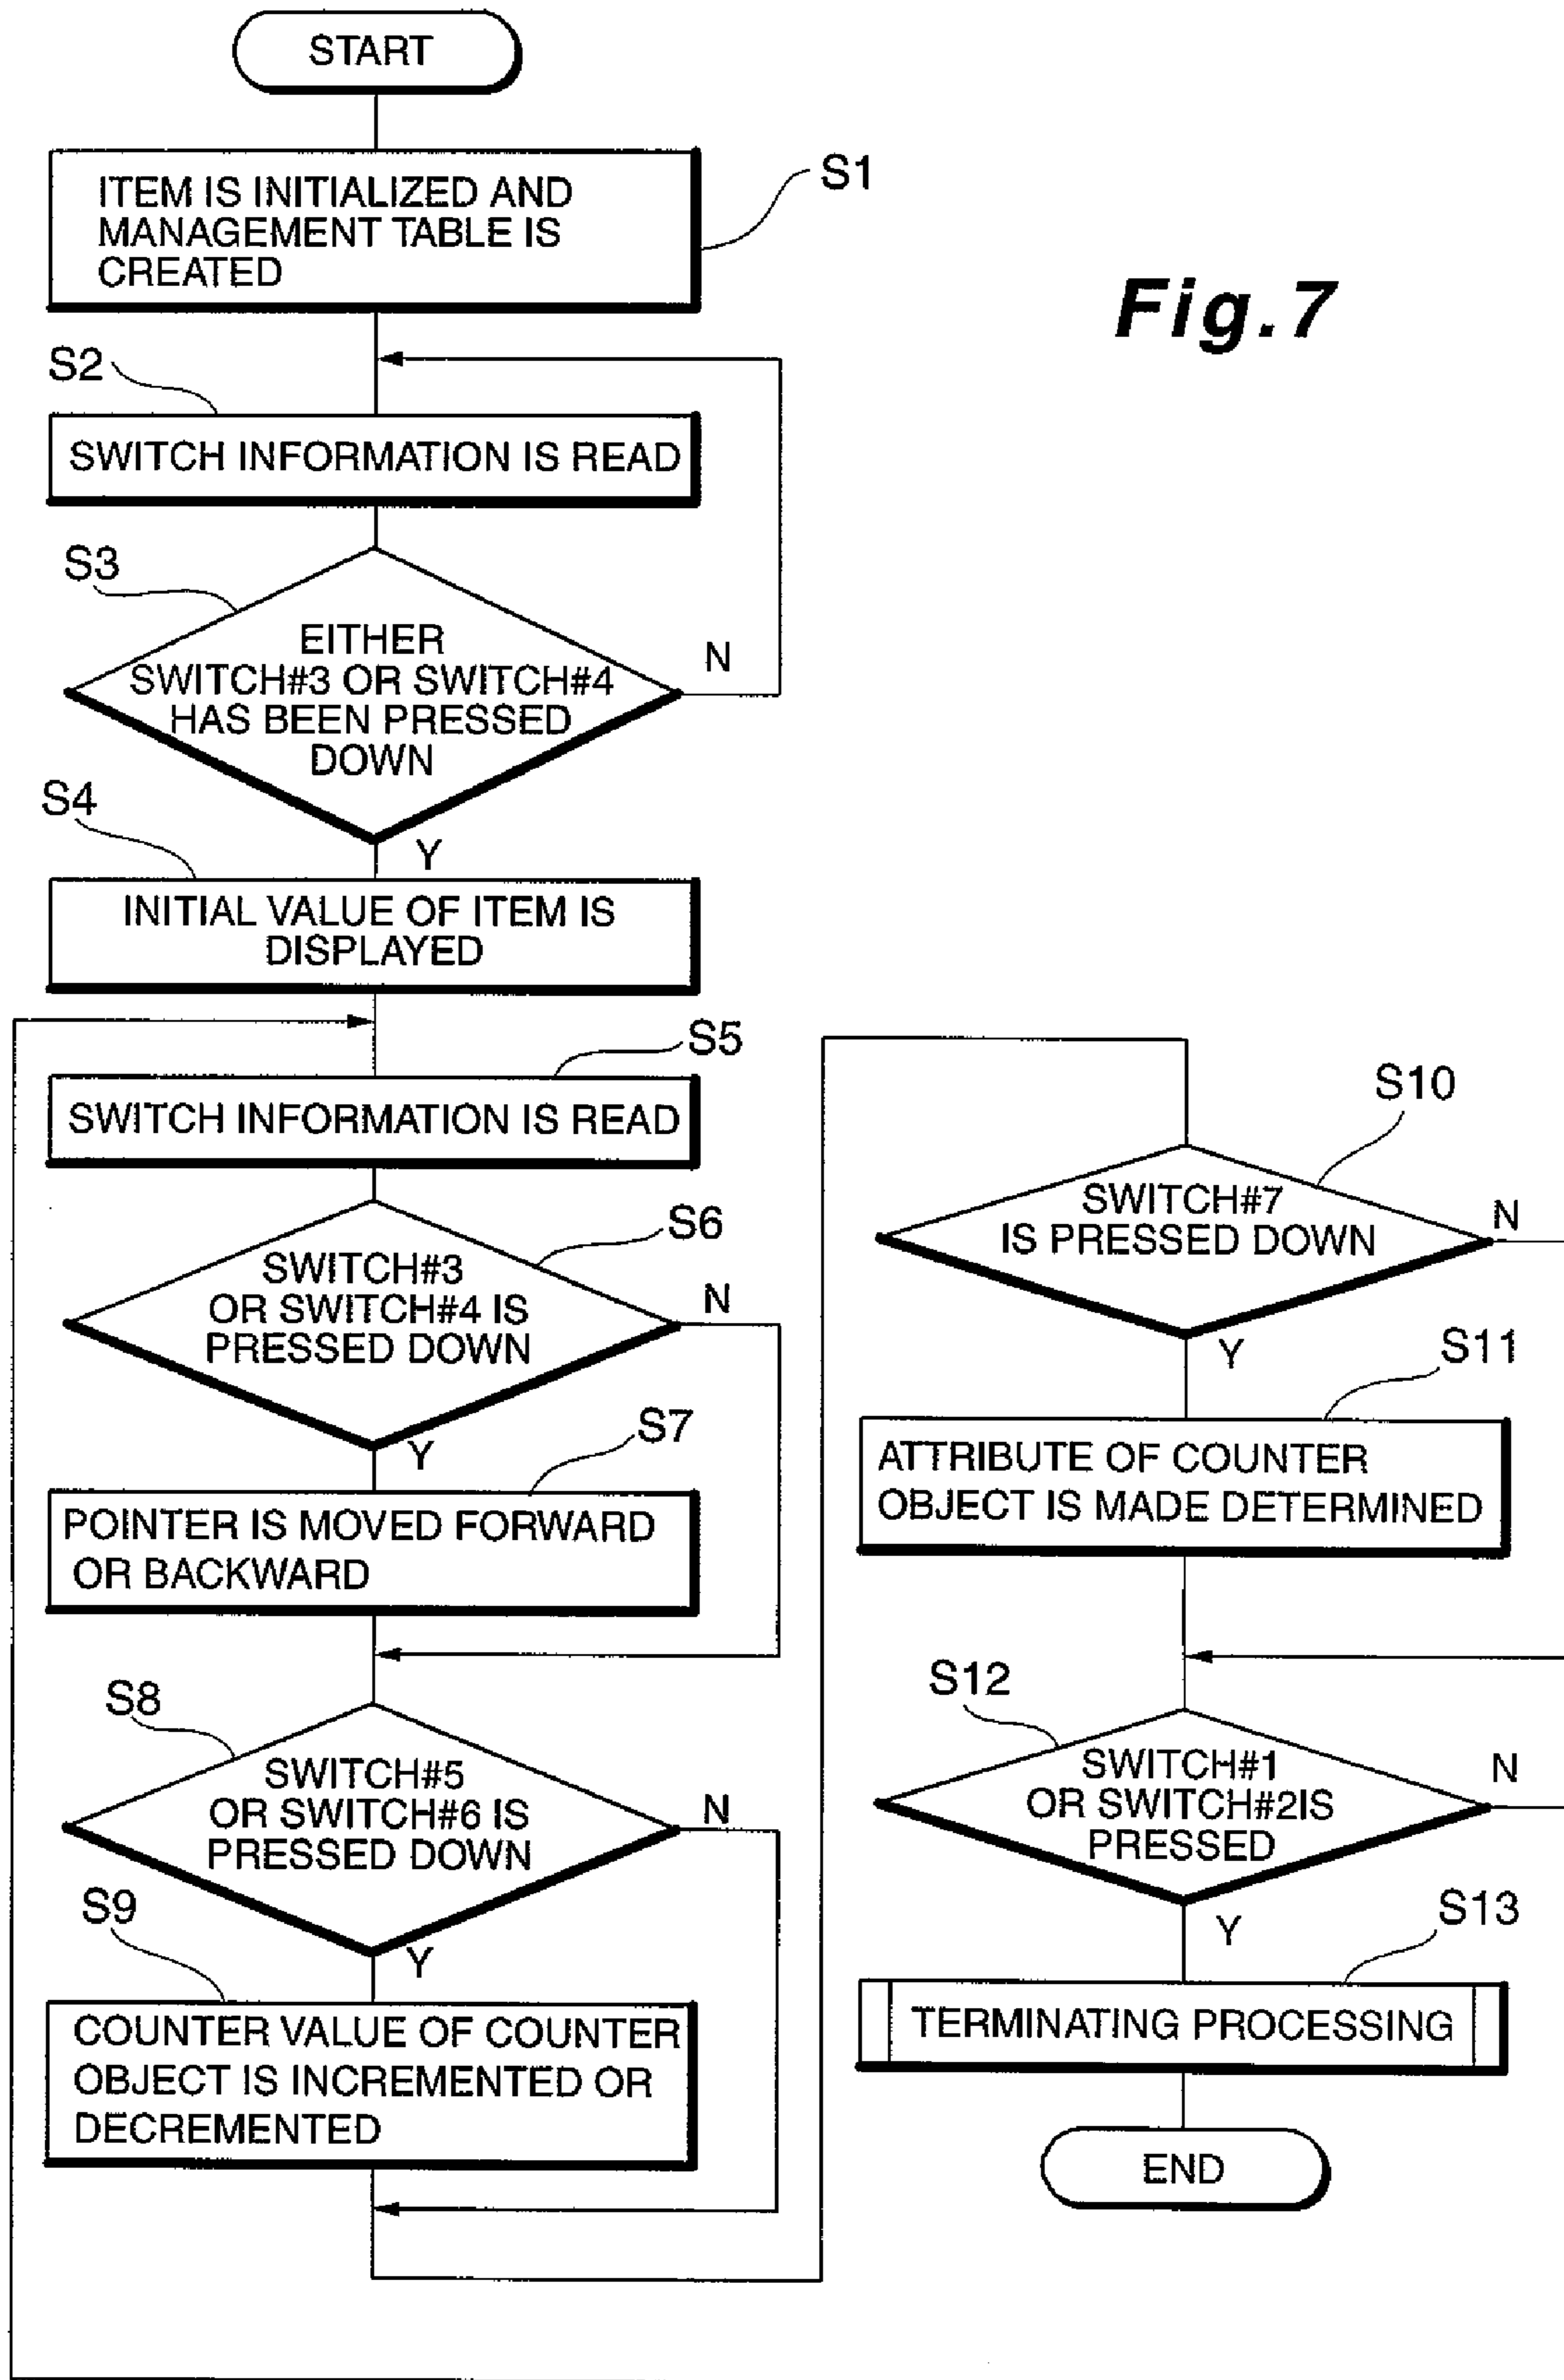 START
S1
ITEM IS INITIALIZED AND
MANAGEMENT TABLE IS
CREATED
Fig.7
S2
SWITCH INFORMATION IS READ
S3
EITHER
SWITCH#3 OR SWITCH#4
HAS BEEN PRESSED
DOWN
N
Y
S4
INITIAL VALUE OF ITEM IS
DISPLAYED
S5
SWITCH INFORMATION IS READ
S6
SWITCH#3
OR SWITCH#4 IS
PRESSED DOWN
N
Y
S7
POINTER IS MOVED FORWARD
OR BACKWARD
S8
SWITCH#5
OR SWITCH#6 IS
PRESSED DOWN
N
Y
S9
COUNTER VALUE OF COUNTER
OBJECT IS INCREMENTED OR
DECREMENTED
S10
SWITCH#7
IS PRESSED DOWN
N
Y
S11
ATTRIBUTE OF COUNTER
OBJECT IS MADE DETERMINED
S12
SWITCH#1
OR SWITCH#2IS
PRESSED
N
Y
S13
TERMINATING PROCESSING
END